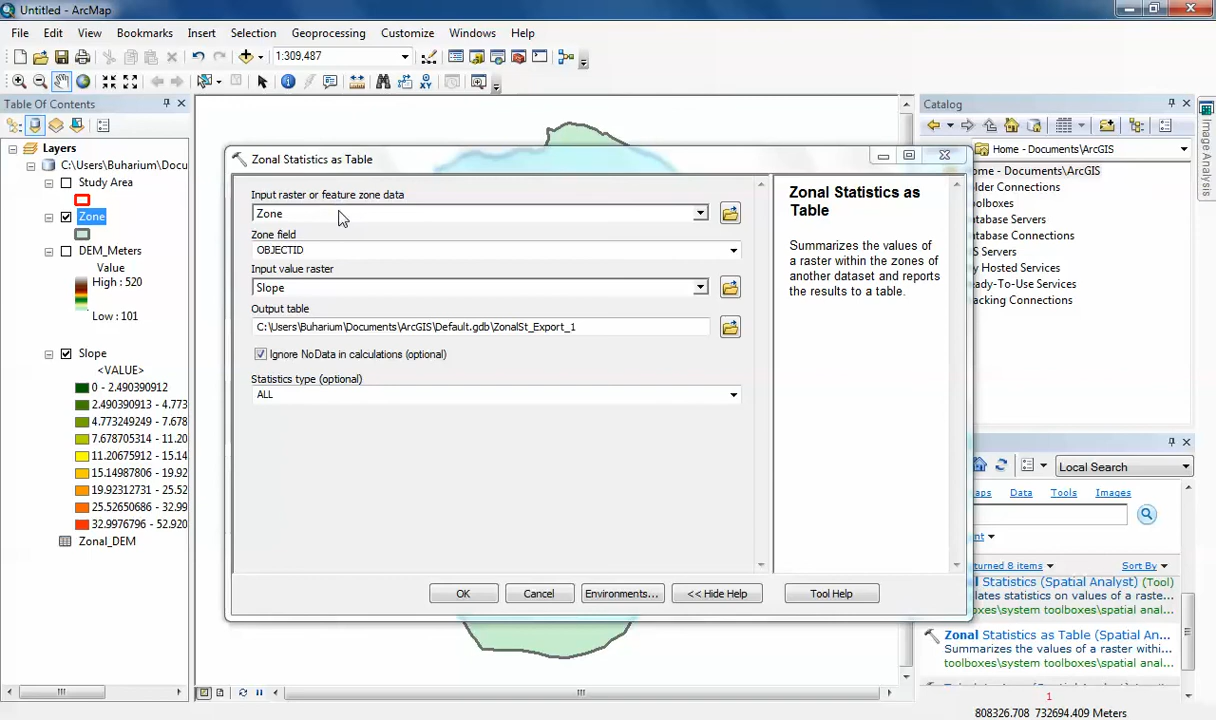 Untitled - ArcMap
File Edit View Bookmarks Insert Selection Geoprocessing Customize Windows Help
1:309,487
Table Of Contents
Layers
C:\Users\Buharium\Docu
Study Area
Zone
DEM_Meters
Value
High : 520
Low : 101
Slope
<VALUE>
0 - 2.490390912
2.490390913 - 4.773
4.773249249 - 7.678
7.678705314 - 11.20
11.20675912 - 15.14
15.14987806 - 19.92
19.92312731 - 25.52
25.52650686 - 32.99
32.9976796 - 52.920
Zonal_DEM
Zonal Statistics as Table
Input raster or feature zone data
Zone
Zone field
OBJECTID
Input value raster
Slope
Output table
C:\Users\Buharium\Documents\ArcGIS\Default.gdb\ZonalSt_Export_1
Ignore NoData in calculations (optional)
Statistics type (optional)
ALL
OK Cancel Environments... << Hide Help Tool Help
Zonal Statistics as
Table
Summarizes the values of
a raster within the zones of
another dataset and reports
the results to a table.
Catalog
Home - Documents\ArcGIS
Home - Documents\ArcGIS
older Connections
oolboxes
atabase Connections
S Servers
y Hosted Services
eady-To-Use Services
acking Connections
Image Analysis
Local Search
aps Data Tools Images
nt
urned 8 items Sort By
l Statistics (Spatial Analyst) (Tool)
lates statistics on values of a raste...
oxes\system toolboxes\spatial anal...
Zonal Statistics as Table (Spatial An...
Summarizes the values of a raster withi...
toolboxes\system toolboxes\spatial anal...
1
808326.708 732694.409 Meters